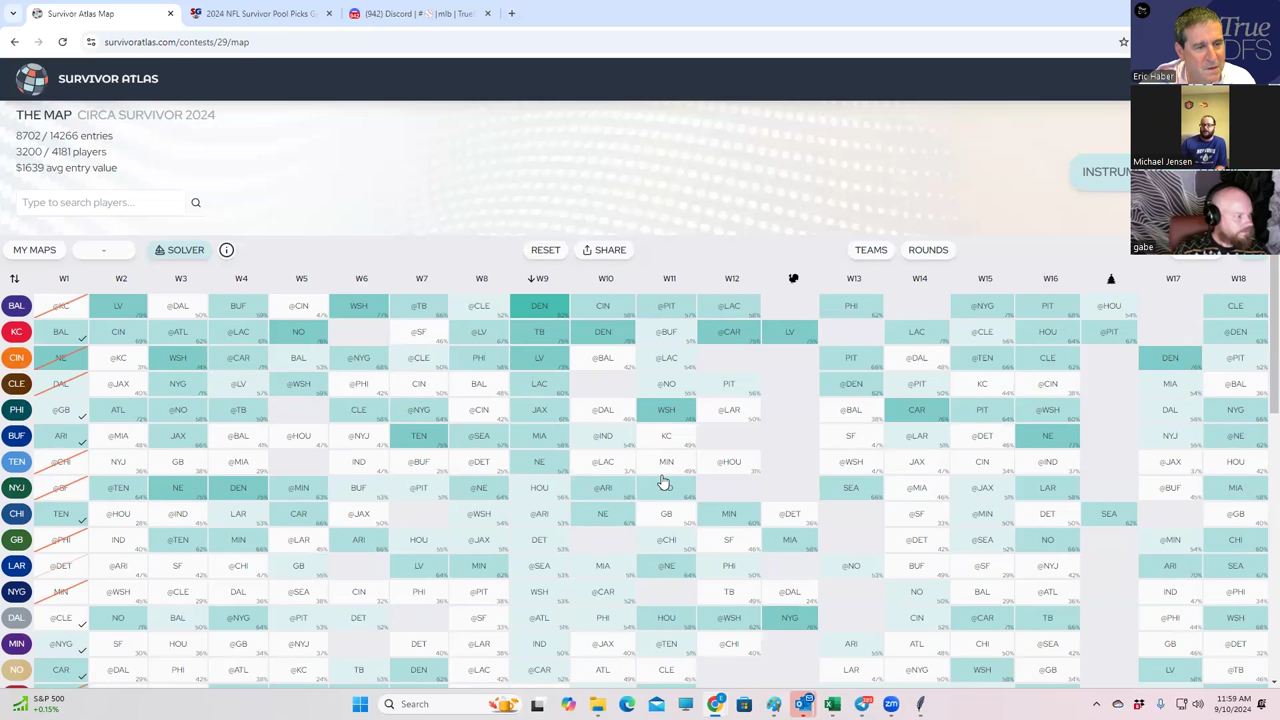 Survivor Atlas Map
2024 NFL Survivor Pool Picks G
(942) Discord | #
|mlb | True
survivoratlas.com/contests/29/map
True
DFS
Eric Haber
SURVIVOR ATLAS
THE MAP CIRCA SURVIVOR 2024
8702 / 14266 entries
3200 / 4181 players
$1639 avg entry value
Michael Jensen
INSTRU
Type to search players...
gabe
MY MAPS - SOLVER RESET SHARE TEAMS ROUNDS
W1 W2 W3 W4 W5 W6 W7 W8 W9 W10 W11 W12 W13 W14 W15 W16 W17 W18
BAL @KC LV @DAL BUF @CIN WSH @TB @CLE DEN CIN @PIT @LAC PHI @NYG PIT @HOU CLE
KC BAL CIN @ATL @LAC NO @SF @LV TB DEN @BUF @CAR LV LAC @CLE HOU @PIT @DEN
CIN NE @KC WSH @CAR BAL @NYG @CLE PHI LV @BAL @LAC PIT @DAL @TEN CLE DEN @PIT
CLE DAL @JAX NYG @LV @WSH @PHI CIN BAL LAC @NO PIT @DEN @PIT KC @CIN MIA @BAL
PHI @GB ATL @NO @TB CLE @NYG @CIN JAX @DAL WSH @LAR @BAL CAR PIT @WSH DAL NYG
BUF ARI @MIA JAX @BAL @HOU @NYJ TEN @SEA MIA @IND KC SF @LAR @DET NE NYJ @NE
TEN @CHI NYJ GB @MIA IND @BUF @DET NE @LAC MIN @HOU @WSH JAX CIN @IND @JAX HOU
NYJ @SF @TEN NE DEN @MIN BUF @PIT @NE HOU @ARI SEA @MIA @JAX LAR @BUF MIA
CHI TEN @HOU @IND LAR CAR @JAX @WSH @ARI NE GB MIN @DET @SF @MIN DET SEA @GB
GB @PHI IND @TEN MIN @LAR ARI HOU @JAX DET @CHI SF MIA @DET @SEA NO @MIN CHI
LAR @DET @ARI SF @CHI GB LV MIN @SEA MIA @NE PHI @NO BUF @SF @NYJ ARI SEA
NYG MIN @WSH @CLE DAL @SEA CIN PHI @PIT WSH @CAR TB @DAL NO BAL @ATL IND @PHI
DAL @CLE NO BAL @NYG @PIT DET @SF @ATL PHI HOU @WSH NYG CIN @CAR TB @PHI WSH
MIN @NYG SF HOU @GB @NYJ DET @LAR IND @JAX @TEN @CHI ARI ATL CHI @SEA GB @DET
NO CAR @DAL PHI @ATL @KC TB DEN @LAC @CAR ATL CLE LAR @NYG WSH @GB LV @TB
S&P 500
+0.15%
Search
11:59 AM
9/10/2024